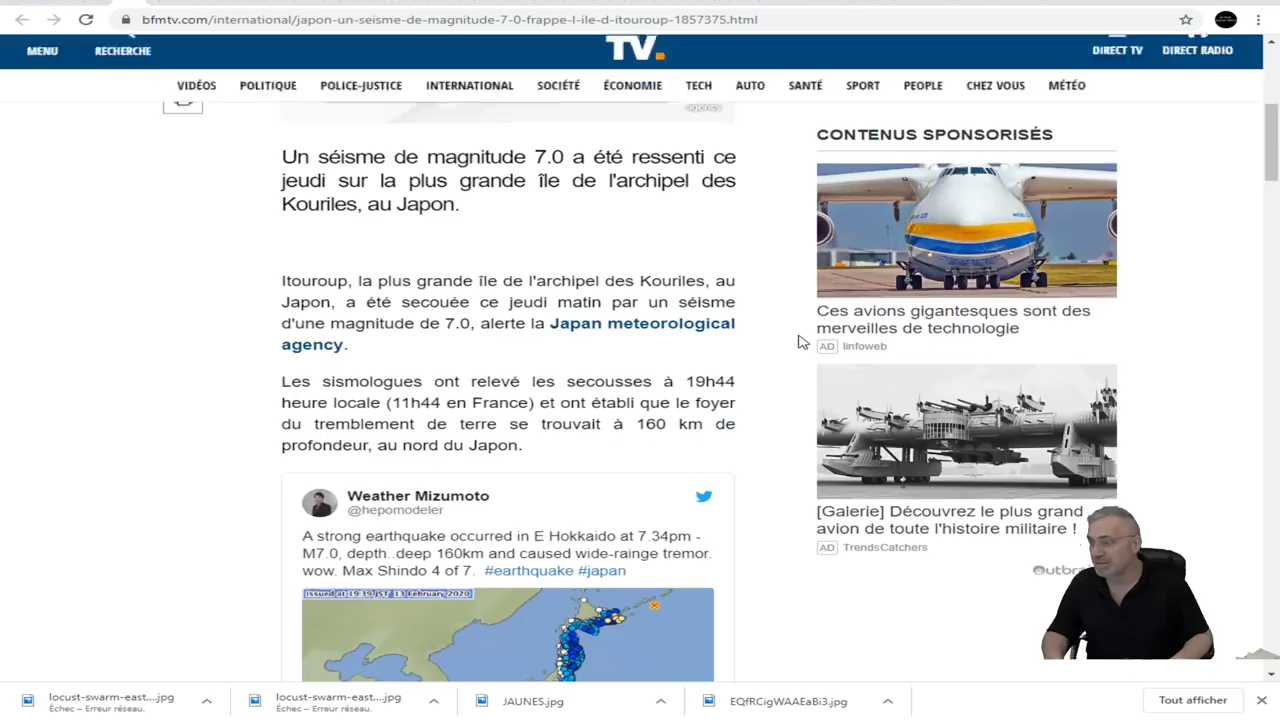 bfmtv.com/international/japon-un-seisme-de-magnitude-7-0-frappe-l-ile-d-itouroup-1857375.html
MENU
RECHERCHE
TV.
DIRECT TV
DIRECT RADIO
VIDÉOS POLITIQUE POLICE-JUSTICE INTERNATIONAL SOCIÉTÉ ÉCONOMIE TECH AUTO SANTÉ SPORT PEOPLE CHEZ VOUS MÉTÉO
agency
Un séisme de magnitude 7.0 a été ressenti ce
jeudi sur la plus grande île de l'archipel des
Kouriles, au Japon.
Itouroup, la plus grande île de l'archipel des Kouriles, au
Japon, a été secouée ce jeudi matin par un séisme
d'une magnitude de 7.0, alerte la Japan meteorological
agency.
Les sismologues ont relevé les secousses à 19h44
heure locale (11h44 en France) et ont établi que le foyer
du tremblement de terre se trouvait à 160 km de
profondeur, au nord du Japon.
Weather Mizumoto
@hepomodeler
A strong earthquake occurred in E Hokkaido at 7.34pm -
M7.0, depth..deep 160km and caused wide-rainge tremor.
wow. Max Shindo 4 of 7. #earthquake #japan
Issued at 19:39 JST 13 February 2020
CONTENUS SPONSORISÉS
Ces avions gigantesques sont des
merveilles de technologie
AD linfoweb
[Galerie] Découvrez le plus grand
avion de toute l'histoire militaire !
AD TrendsCatchers
locust-swarm-east....jpg
Échec – Erreur réseau.
locust-swarm-east....jpg
Échec – Erreur réseau.
JAUNES.jpg
EQfRCigWAAEaBi3.jpg
Tout afficher